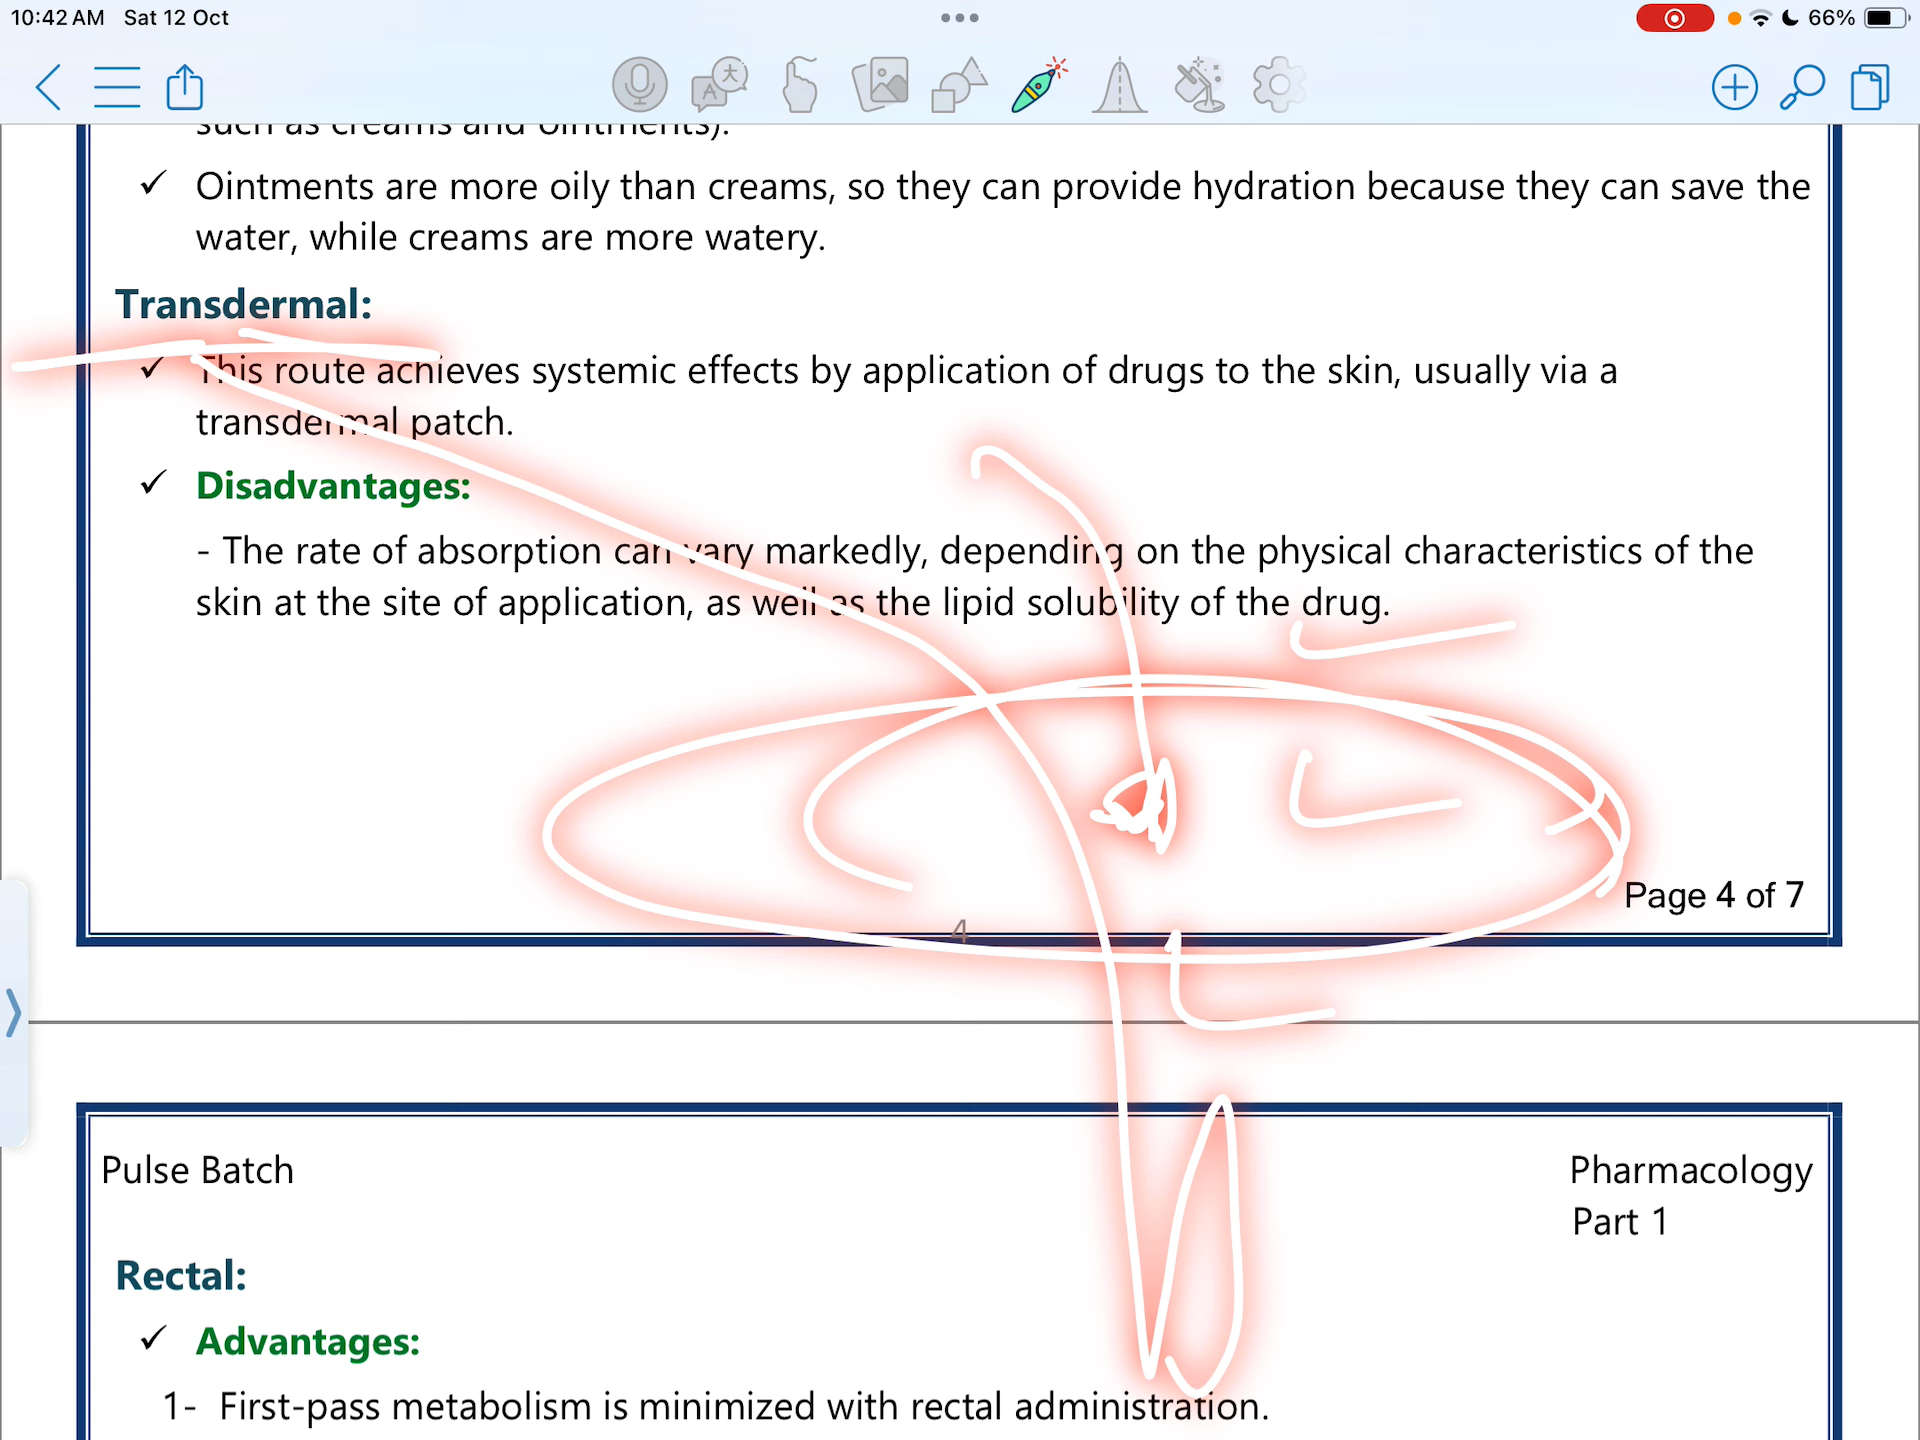 10:42 AM Sat 12 Oct
66%
such as creams and ointments).
✓ Ointments are more oily than creams, so they can provide hydration because they can save the
water, while creams are more watery.
Transdermal:
✓ This route achieves systemic effects by application of drugs to the skin, usually via a
transdermal patch.
✓ Disadvantages:
- The rate of absorption can vary markedly, depending on the physical characteristics of the
skin at the site of application, as well as the lipid solubility of the drug.
Page 4 of 7
4
Pulse Batch
Pharmacology
Part 1
Rectal:
✓ Advantages:
1- First-pass metabolism is minimized with rectal administration.